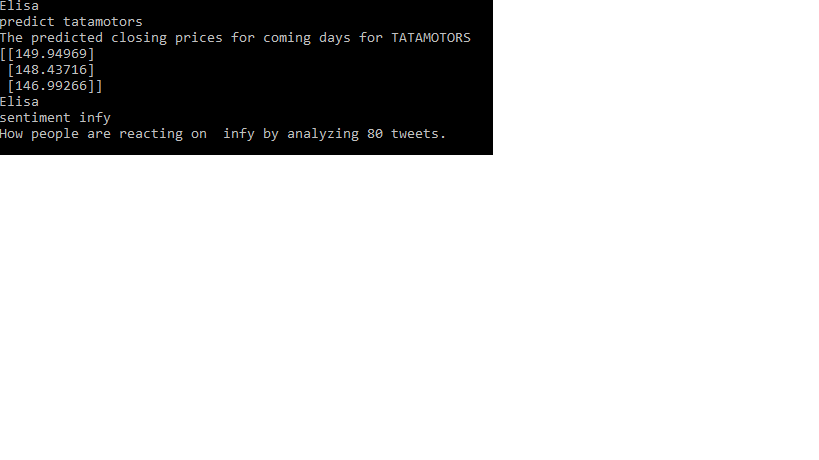 Elisa
predict tatamotors
The predicted closing prices for coming days for TATAMOTORS
[[149.94969]
 [148.43716]
 [146.99266]]
Elisa
sentiment infy
How people are reacting on  infy by analyzing 80 tweets.